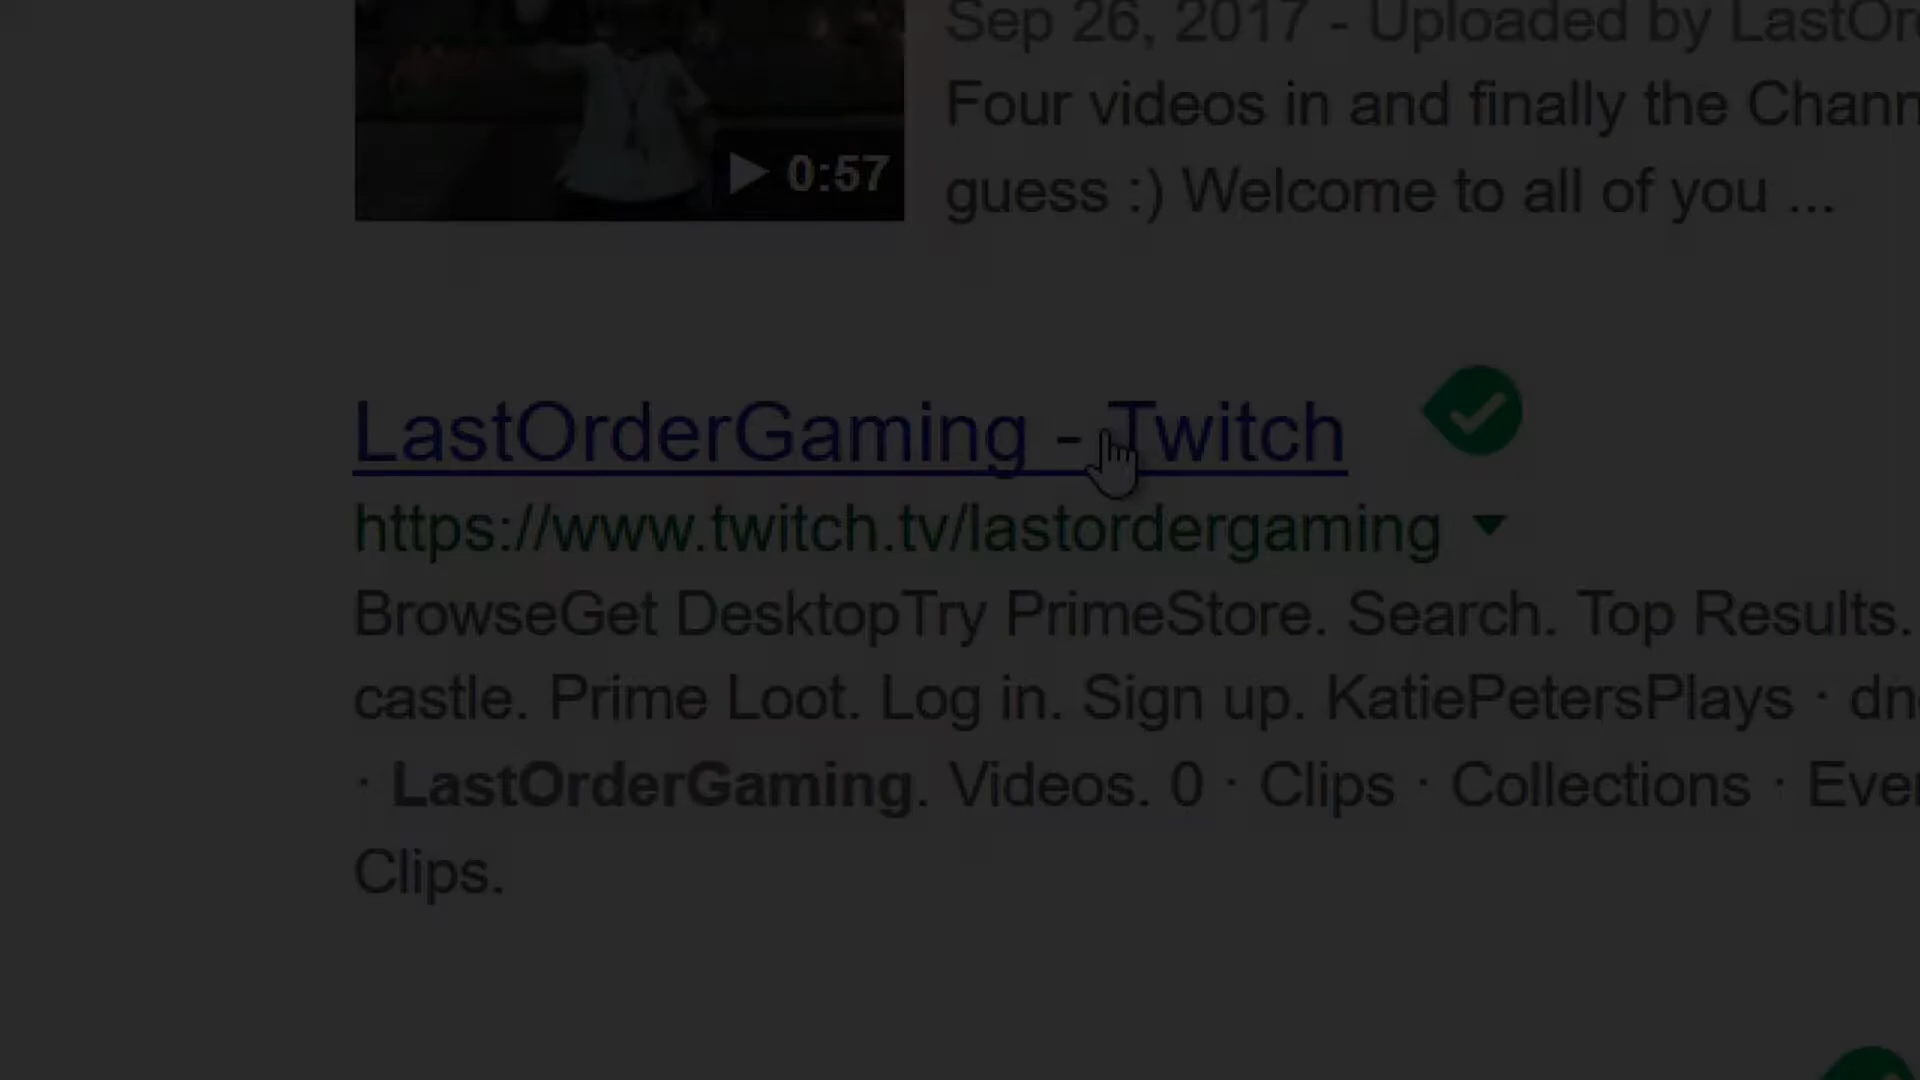 Sep 26, 2017 - Uploaded by LastOr
Four videos in and finally the Chann
0:57
guess :) Welcome to all of you ...
LastOrderGaming - Twitch
https://www.twitch.tv/lastordergaming
BrowseGet DesktopTry PrimeStore. Search. Top Results.
castle. Prime Loot. Log in. Sign up. KatiePetersPlays · dn
· LastOrderGaming. Videos. 0 · Clips · Collections · Eve
Clips.